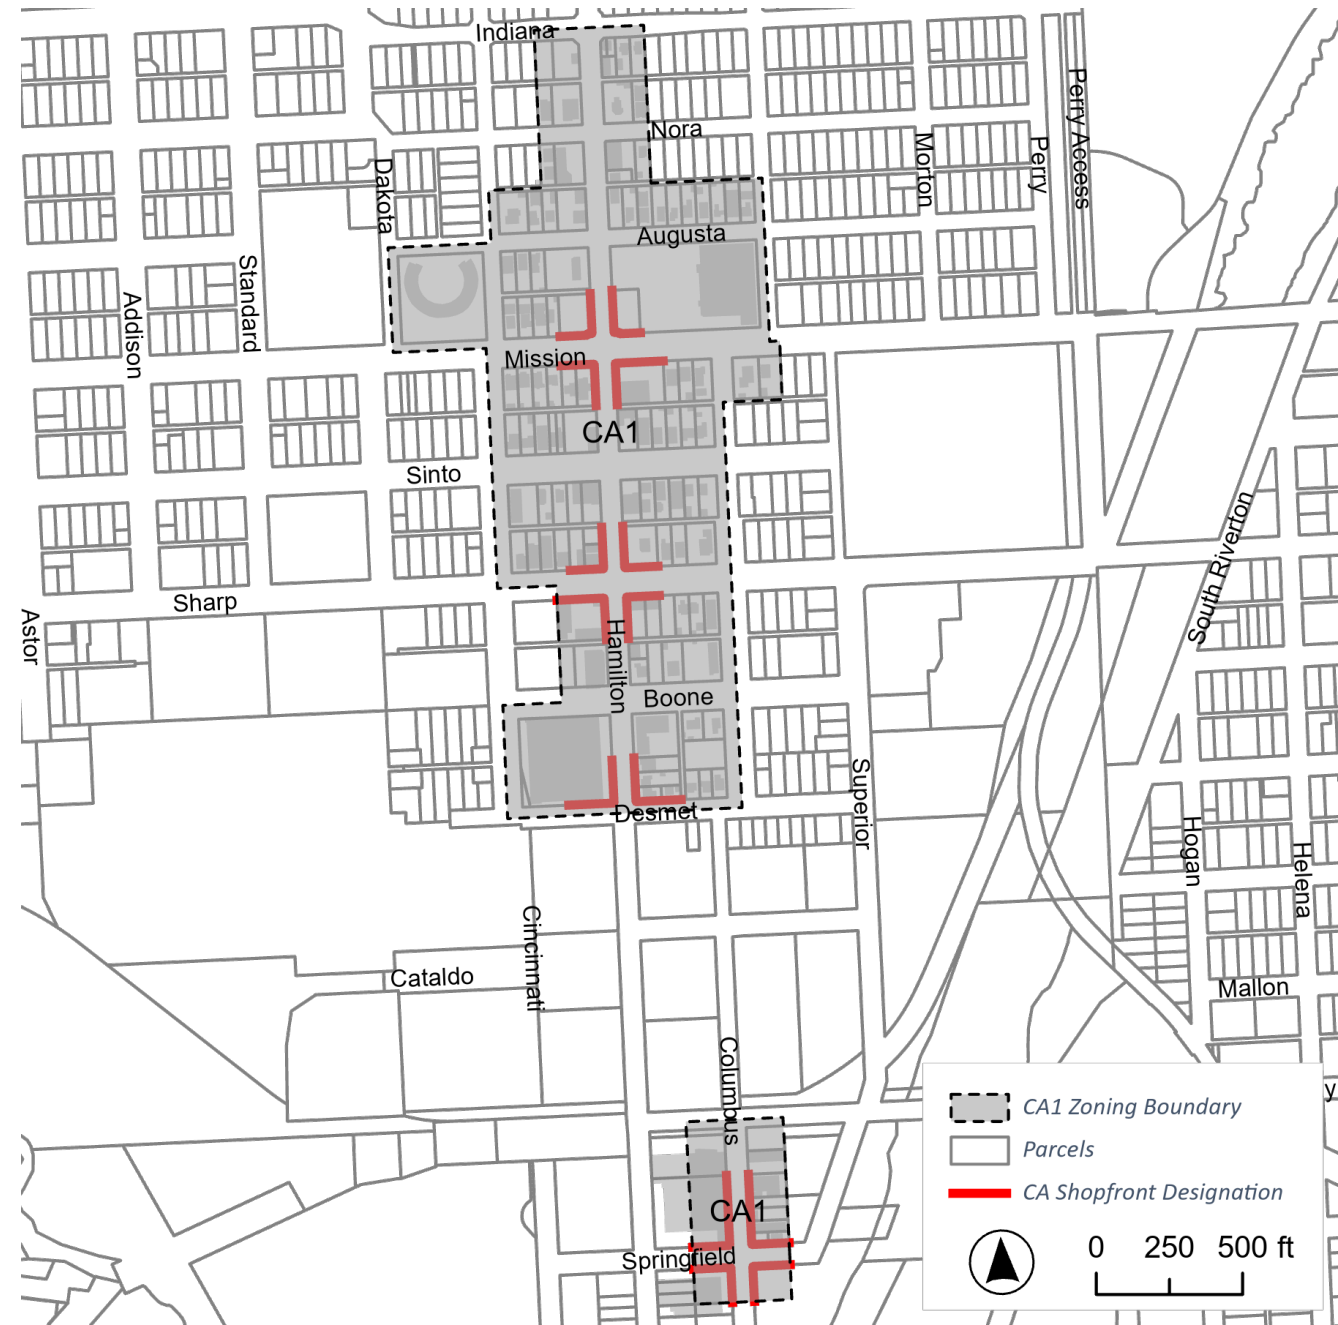 Indiana
Nora
Perry Access
Morton
Perry
Dakota
Augusta
Standard
Addison
Mission
CA1
Sinto
South Riverton
Sharp
Astor
Hamilton
Boone
Superior
Desmet
Hogan
Helena
Cincinnati
Cataldo
Mallon
Columbus
y
CA1 Zoning Boundary
Parcels
CA Shopfront Designation
CA1
Springfield
0 250 500 ft